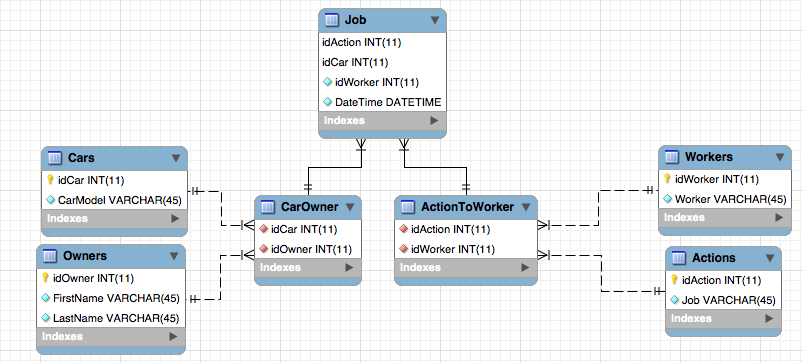 Job
idAction INT(11)
idCar INT(11)
idWorker INT(11)
DateTime DATETIME
Indexes
Cars
idCar INT(11)
CarModel VARCHAR(45)
Indexes
Owners
idOwner INT(11)
FirstName VARCHAR(45)
LastName VARCHAR(45)
Indexes
CarOwner
idCar INT(11)
idOwner INT(11)
Indexes
ActionToWorker
idAction INT(11)
idWorker INT(11)
Indexes
Workers
idWorker INT(11)
Worker VARCHAR(45)
Indexes
Actions
idAction INT(11)
Job VARCHAR(45)
Indexes